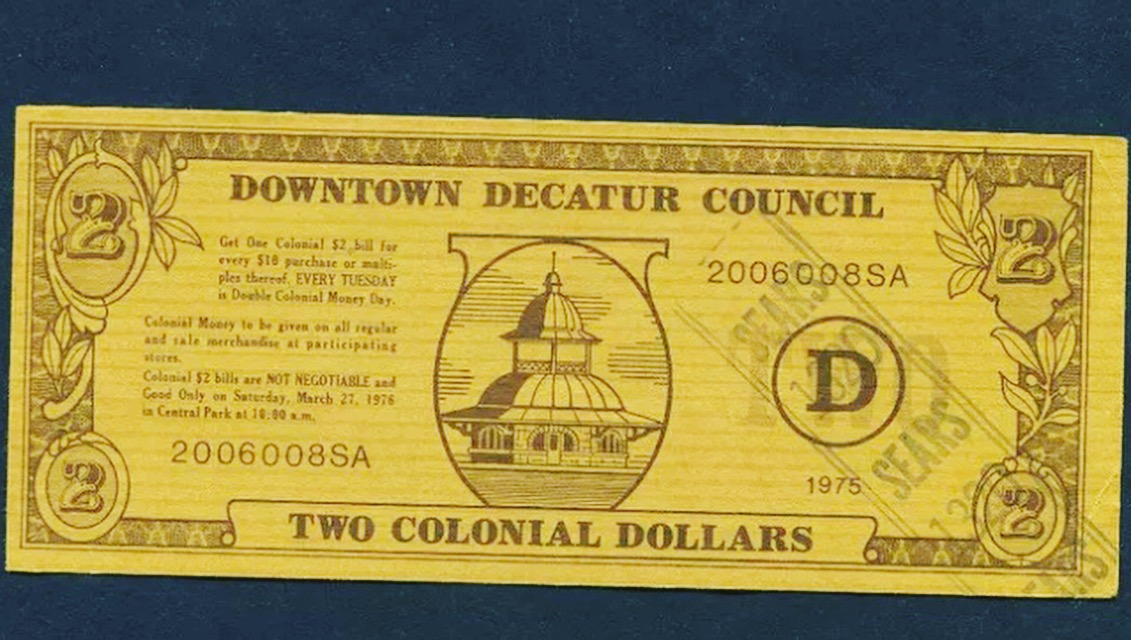 DOWNTOWN DECATUR COUNCIL
2
2
Get One Colonial $2 bill for
every $10 purchase or multi-
ples thereof. EVERY TUESDAY
is Double Colonial Money Day.
2006008SA
Colonial Money to be given on all regular
and sale merchandise at participating
stores.
Colonial $2 bills are NOT NEGOTIABLE and
Good Only on Saturday, March 27, 1976
in Central Park at 10:00 a.m.
SEARS
D
TWO
2006008SA
SEARS
1975
2
2
TWO COLONIAL DOLLARS
SEARS